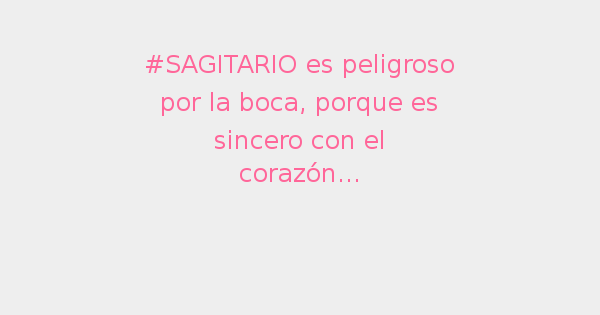 #SAGITARIO es peligroso
por la boca, porque es
sincero con el
corazón...